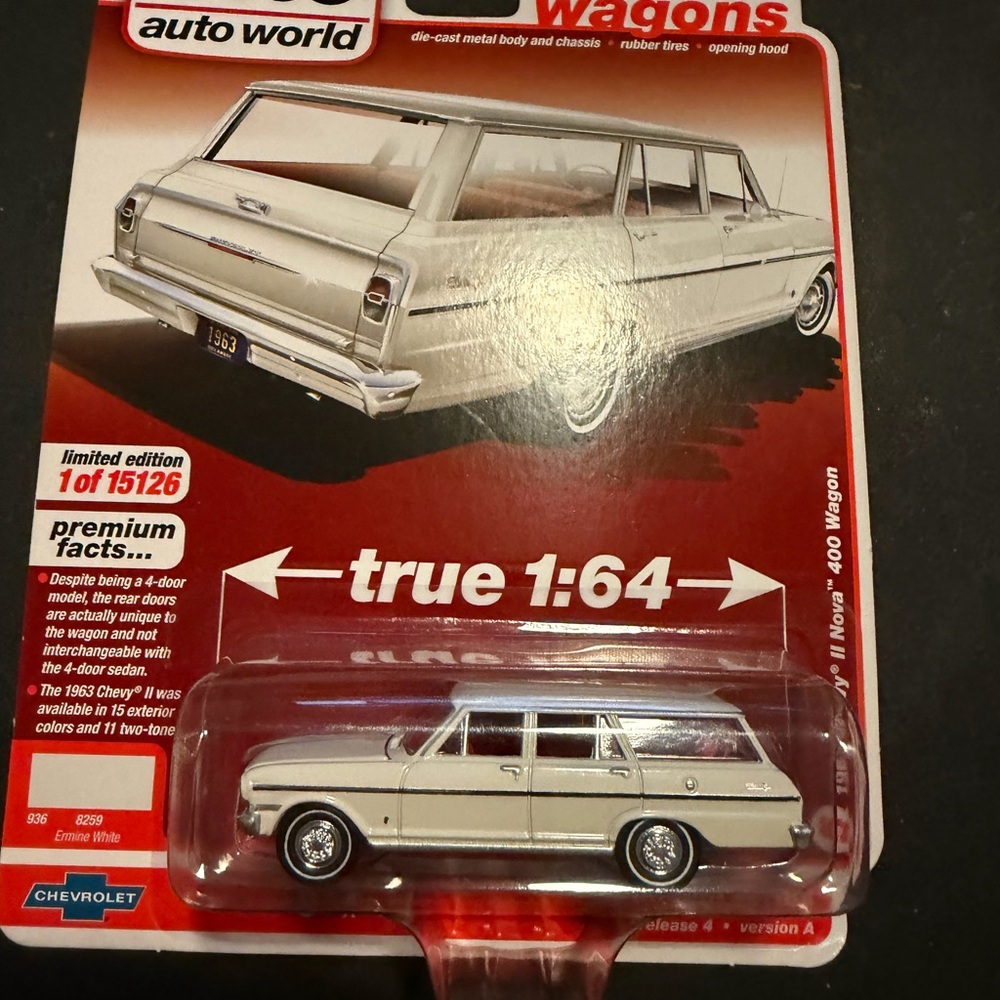 auto world
wagons
die-cast metal body and chassis • rubber tires • opening hood
1963
limited edition
1 of 15126
premium
facts...
• Despite being a 4-door
model, the rear doors
are actually unique to
the wagon and not
interchangeable with
the 4-door sedan.
• The 1963 Chevy® II was
available in 15 exterior
colors and 11 two-tone
true 1:64
II Nova™ 400 Wagon
936 8259
Ermine White
CHEVROLET
release 4 • version A